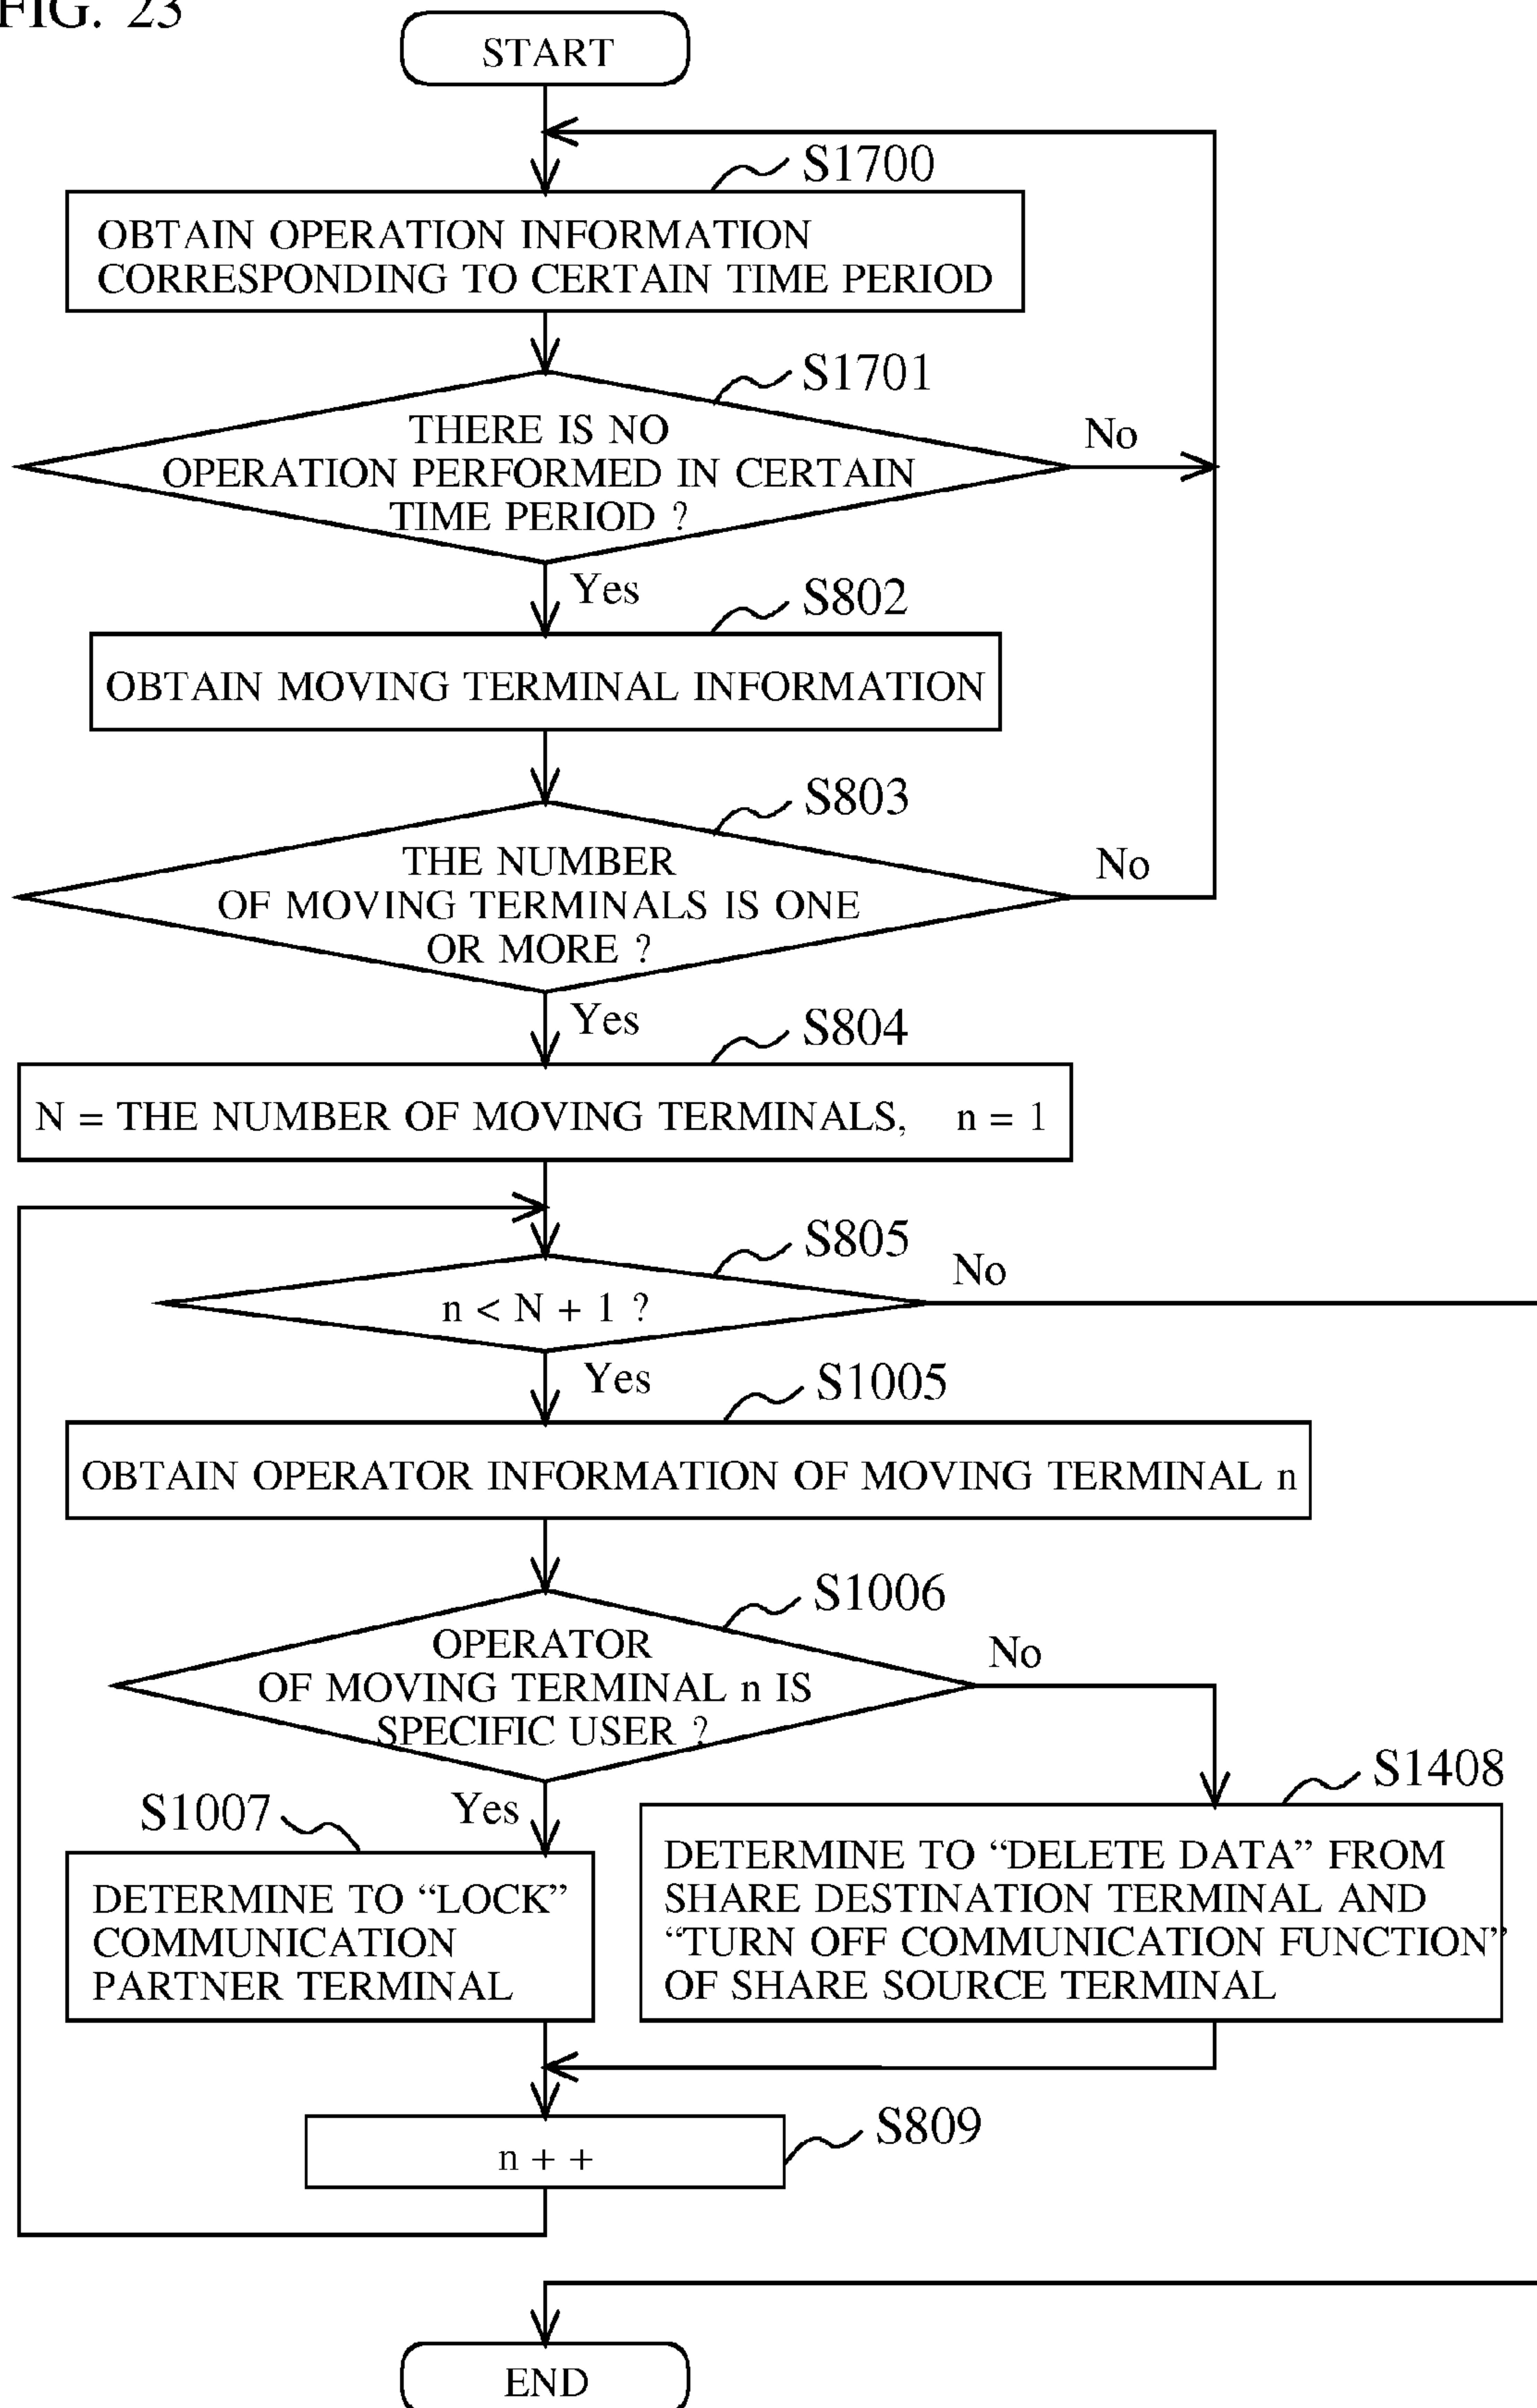 FIG. 23
START
S1700
OBTAIN OPERATION INFORMATION
CORRESPONDING TO CERTAIN TIME PERIOD
S1701
THERE IS NO
OPERATION PERFORMED IN CERTAIN
TIME PERIOD ?
No
Yes
S802
OBTAIN MOVING TERMINAL INFORMATION
S803
THE NUMBER
OF MOVING TERMINALS IS ONE
OR MORE ?
No
Yes
S804
N = THE NUMBER OF MOVING TERMINALS, n = 1
S805
n < N + 1 ?
No
Yes
S1005
OBTAIN OPERATOR INFORMATION OF MOVING TERMINAL n
S1006
OPERATOR
OF MOVING TERMINAL n IS
SPECIFIC USER ?
No
Yes
S1007
DETERMINE TO “LOCK”
COMMUNICATION
PARTNER TERMINAL
S1408
DETERMINE TO “DELETE DATA” FROM
SHARE DESTINATION TERMINAL AND
“TURN OFF COMMUNICATION FUNCTION”
OF SHARE SOURCE TERMINAL
S809
n + +
END